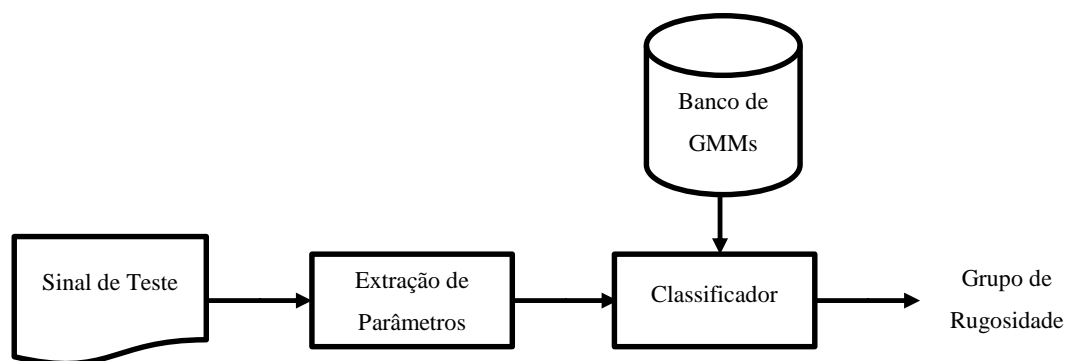 Banco de
GMMs
Sinal de Teste
Extração de
Parâmetros
Classificador
Grupo de
Rugosidade